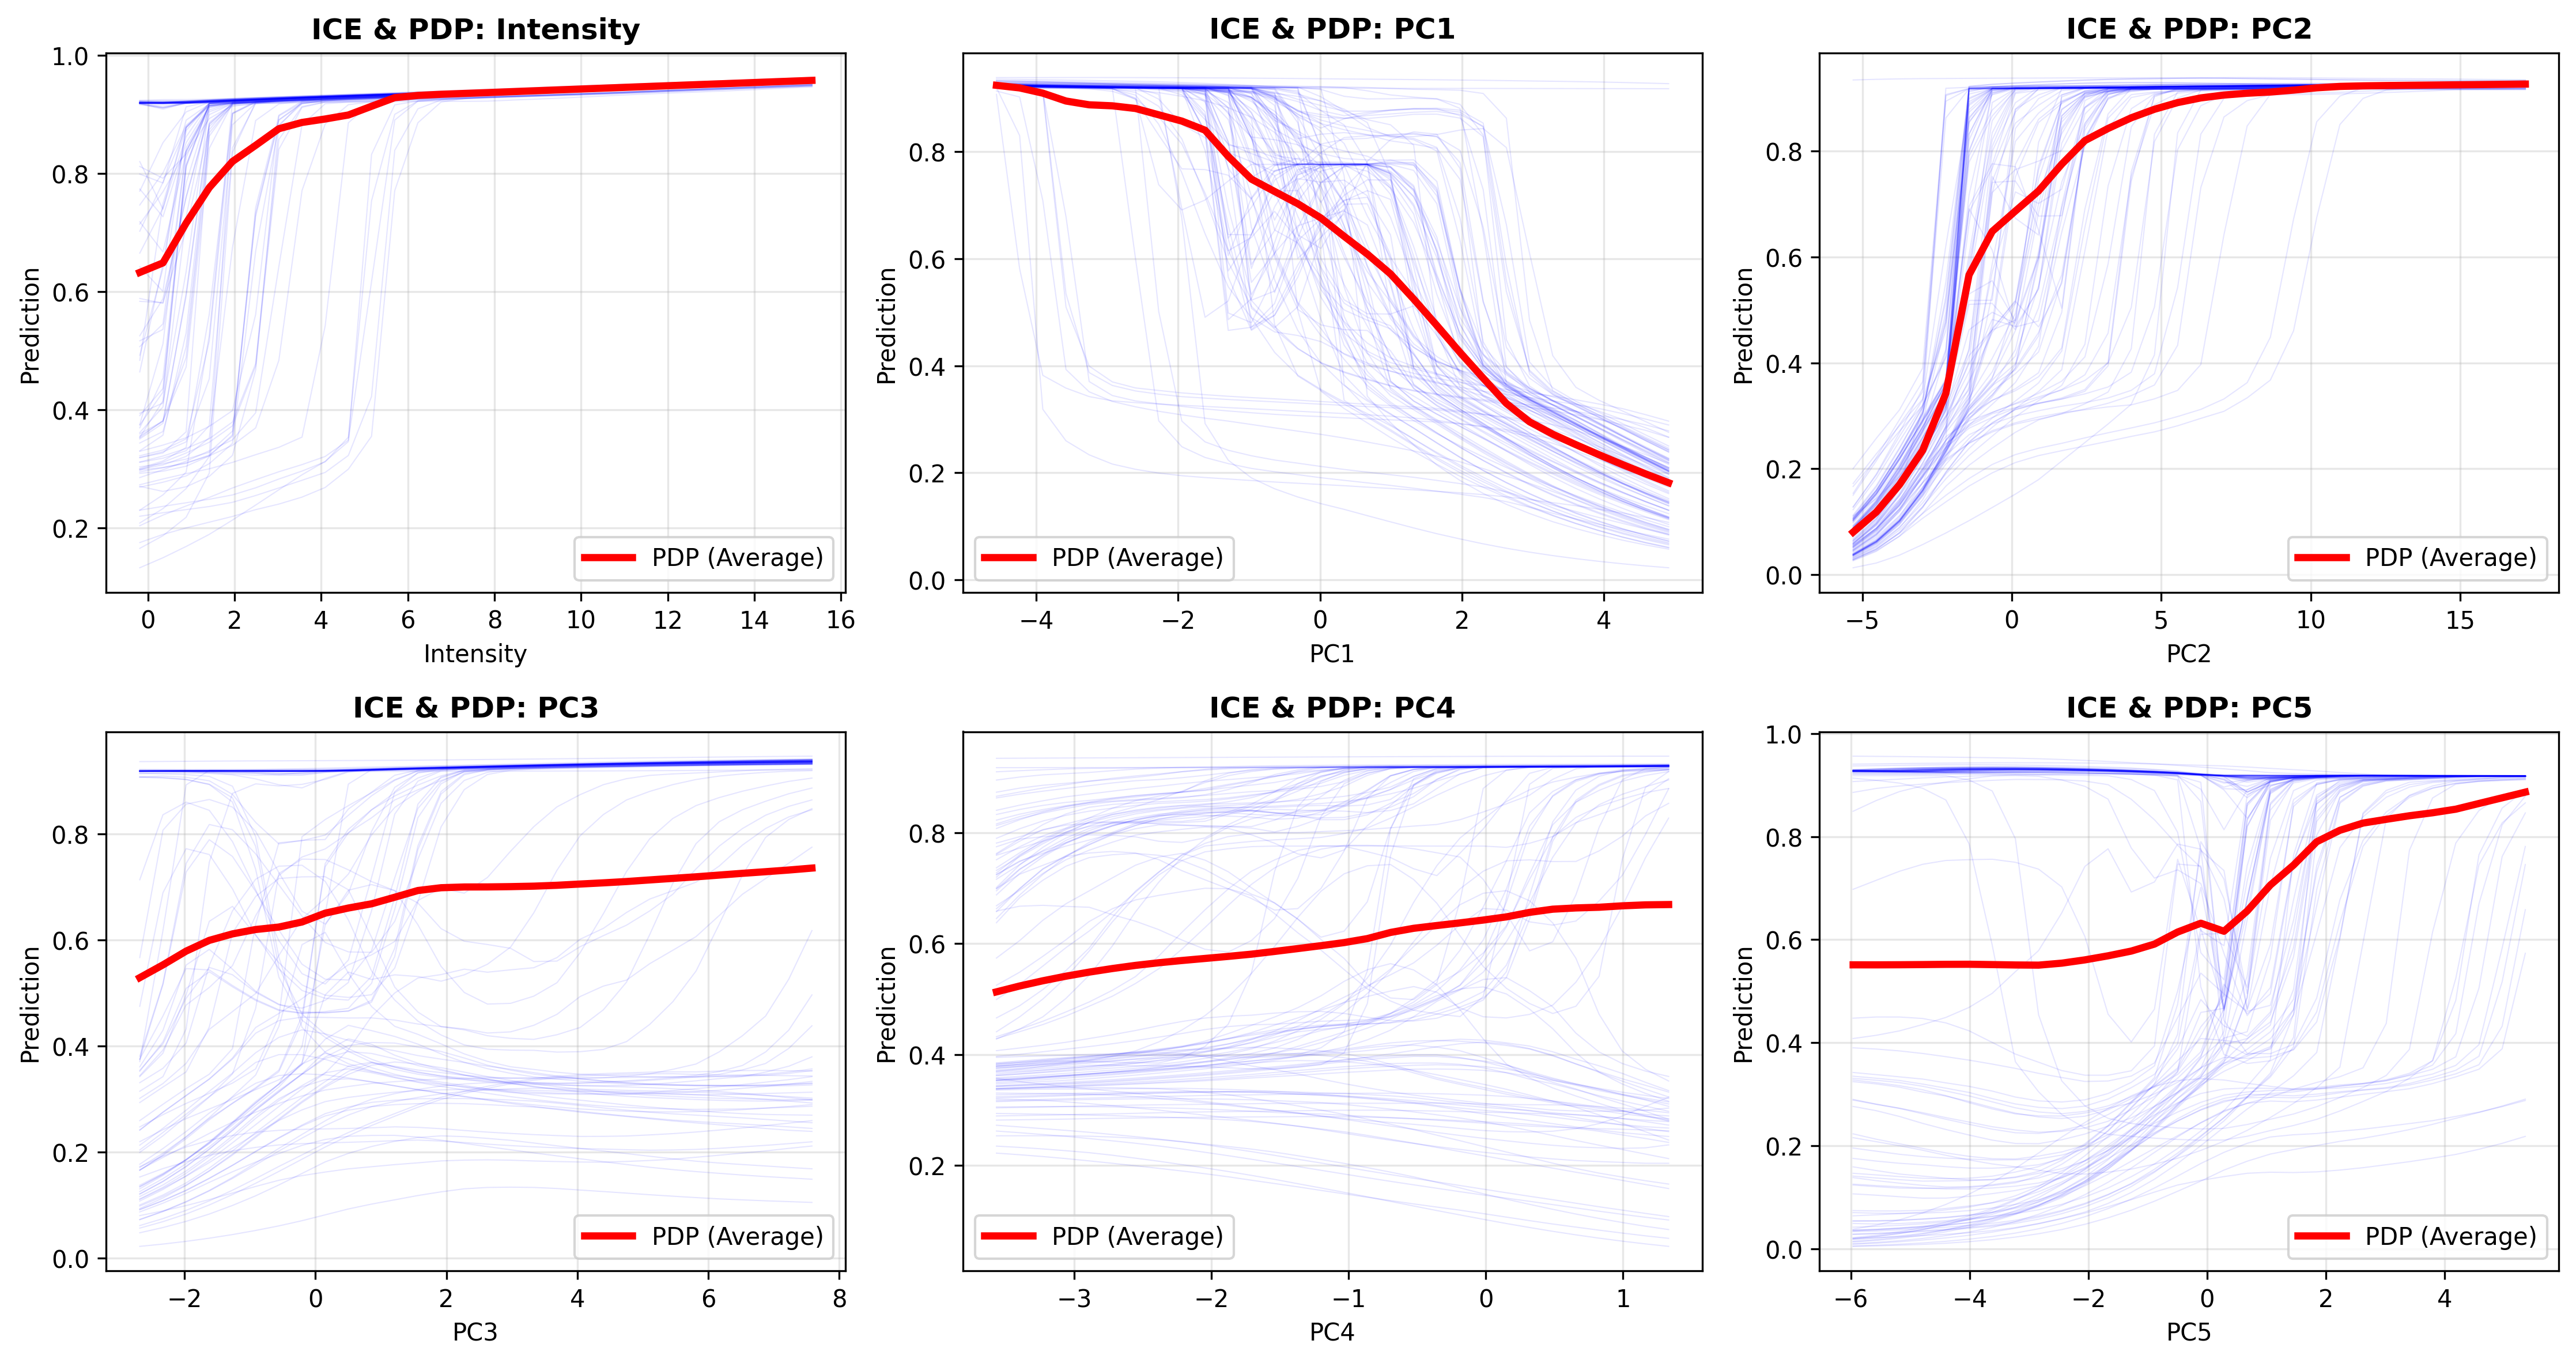 ICE & PDP: Intensity
1.0
0.8
0.6
0.4
0.2
Prediction
PDP (Average)
0 2 4 6 8 10 12 14 16
Intensity
ICE & PDP: PC1
0.8
0.6
0.4
0.2
0.0
Prediction
PDP (Average)
−4 −2 0 2 4
PC1
ICE & PDP: PC2
0.8
0.6
0.4
0.2
0.0
Prediction
PDP (Average)
−5 0 5 10 15
PC2
ICE & PDP: PC3
0.8
0.6
0.4
0.2
0.0
Prediction
PDP (Average)
−2 0 2 4 6 8
PC3
ICE & PDP: PC4
0.8
0.6
0.4
0.2
Prediction
PDP (Average)
−3 −2 −1 0 1
PC4
ICE & PDP: PC5
1.0
0.8
0.6
0.4
0.2
0.0
Prediction
PDP (Average)
−6 −4 −2 0 2 4
PC5